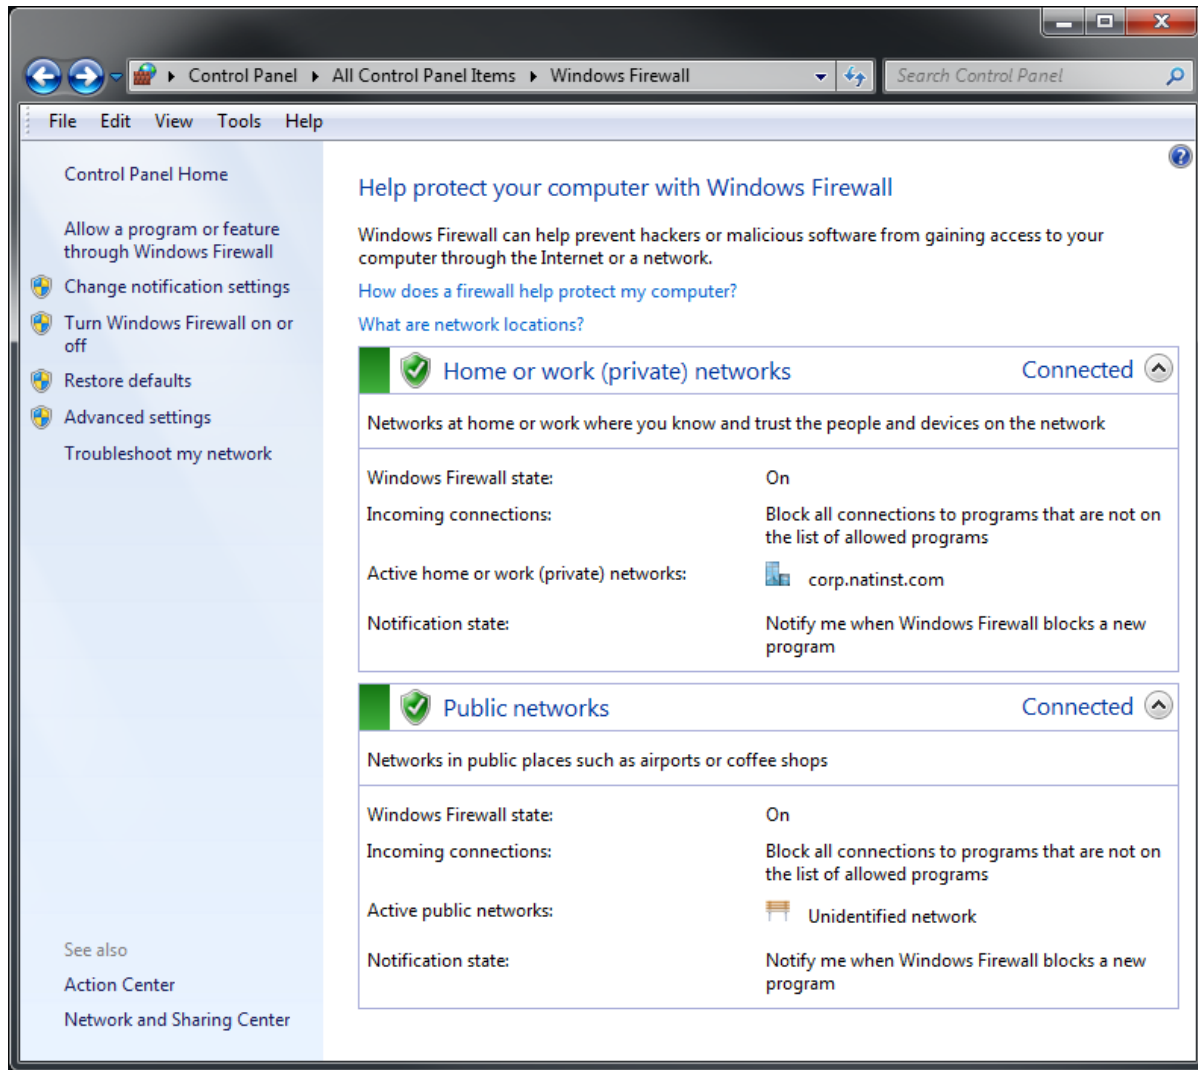 Control Panel ▸ All Control Panel Items ▸ Windows Firewall
Search Control Panel
File Edit View Tools Help
Control Panel Home
Allow a program or feature
through Windows Firewall
Change notification settings
Turn Windows Firewall on or
off
Restore defaults
Advanced settings
Troubleshoot my network
See also
Action Center
Network and Sharing Center
Help protect your computer with Windows Firewall
Windows Firewall can help prevent hackers or malicious software from gaining access to your
computer through the Internet or a network.
How does a firewall help protect my computer?
What are network locations?
Home or work (private) networks Connected
Networks at home or work where you know and trust the people and devices on the network
Windows Firewall state: On
Incoming connections: Block all connections to programs that are not on
the list of allowed programs
Active home or work (private) networks: corp.natinst.com
Notification state: Notify me when Windows Firewall blocks a new
program
Public networks Connected
Networks in public places such as airports or coffee shops
Windows Firewall state: On
Incoming connections: Block all connections to programs that are not on
the list of allowed programs
Active public networks: Unidentified network
Notification state: Notify me when Windows Firewall blocks a new
program